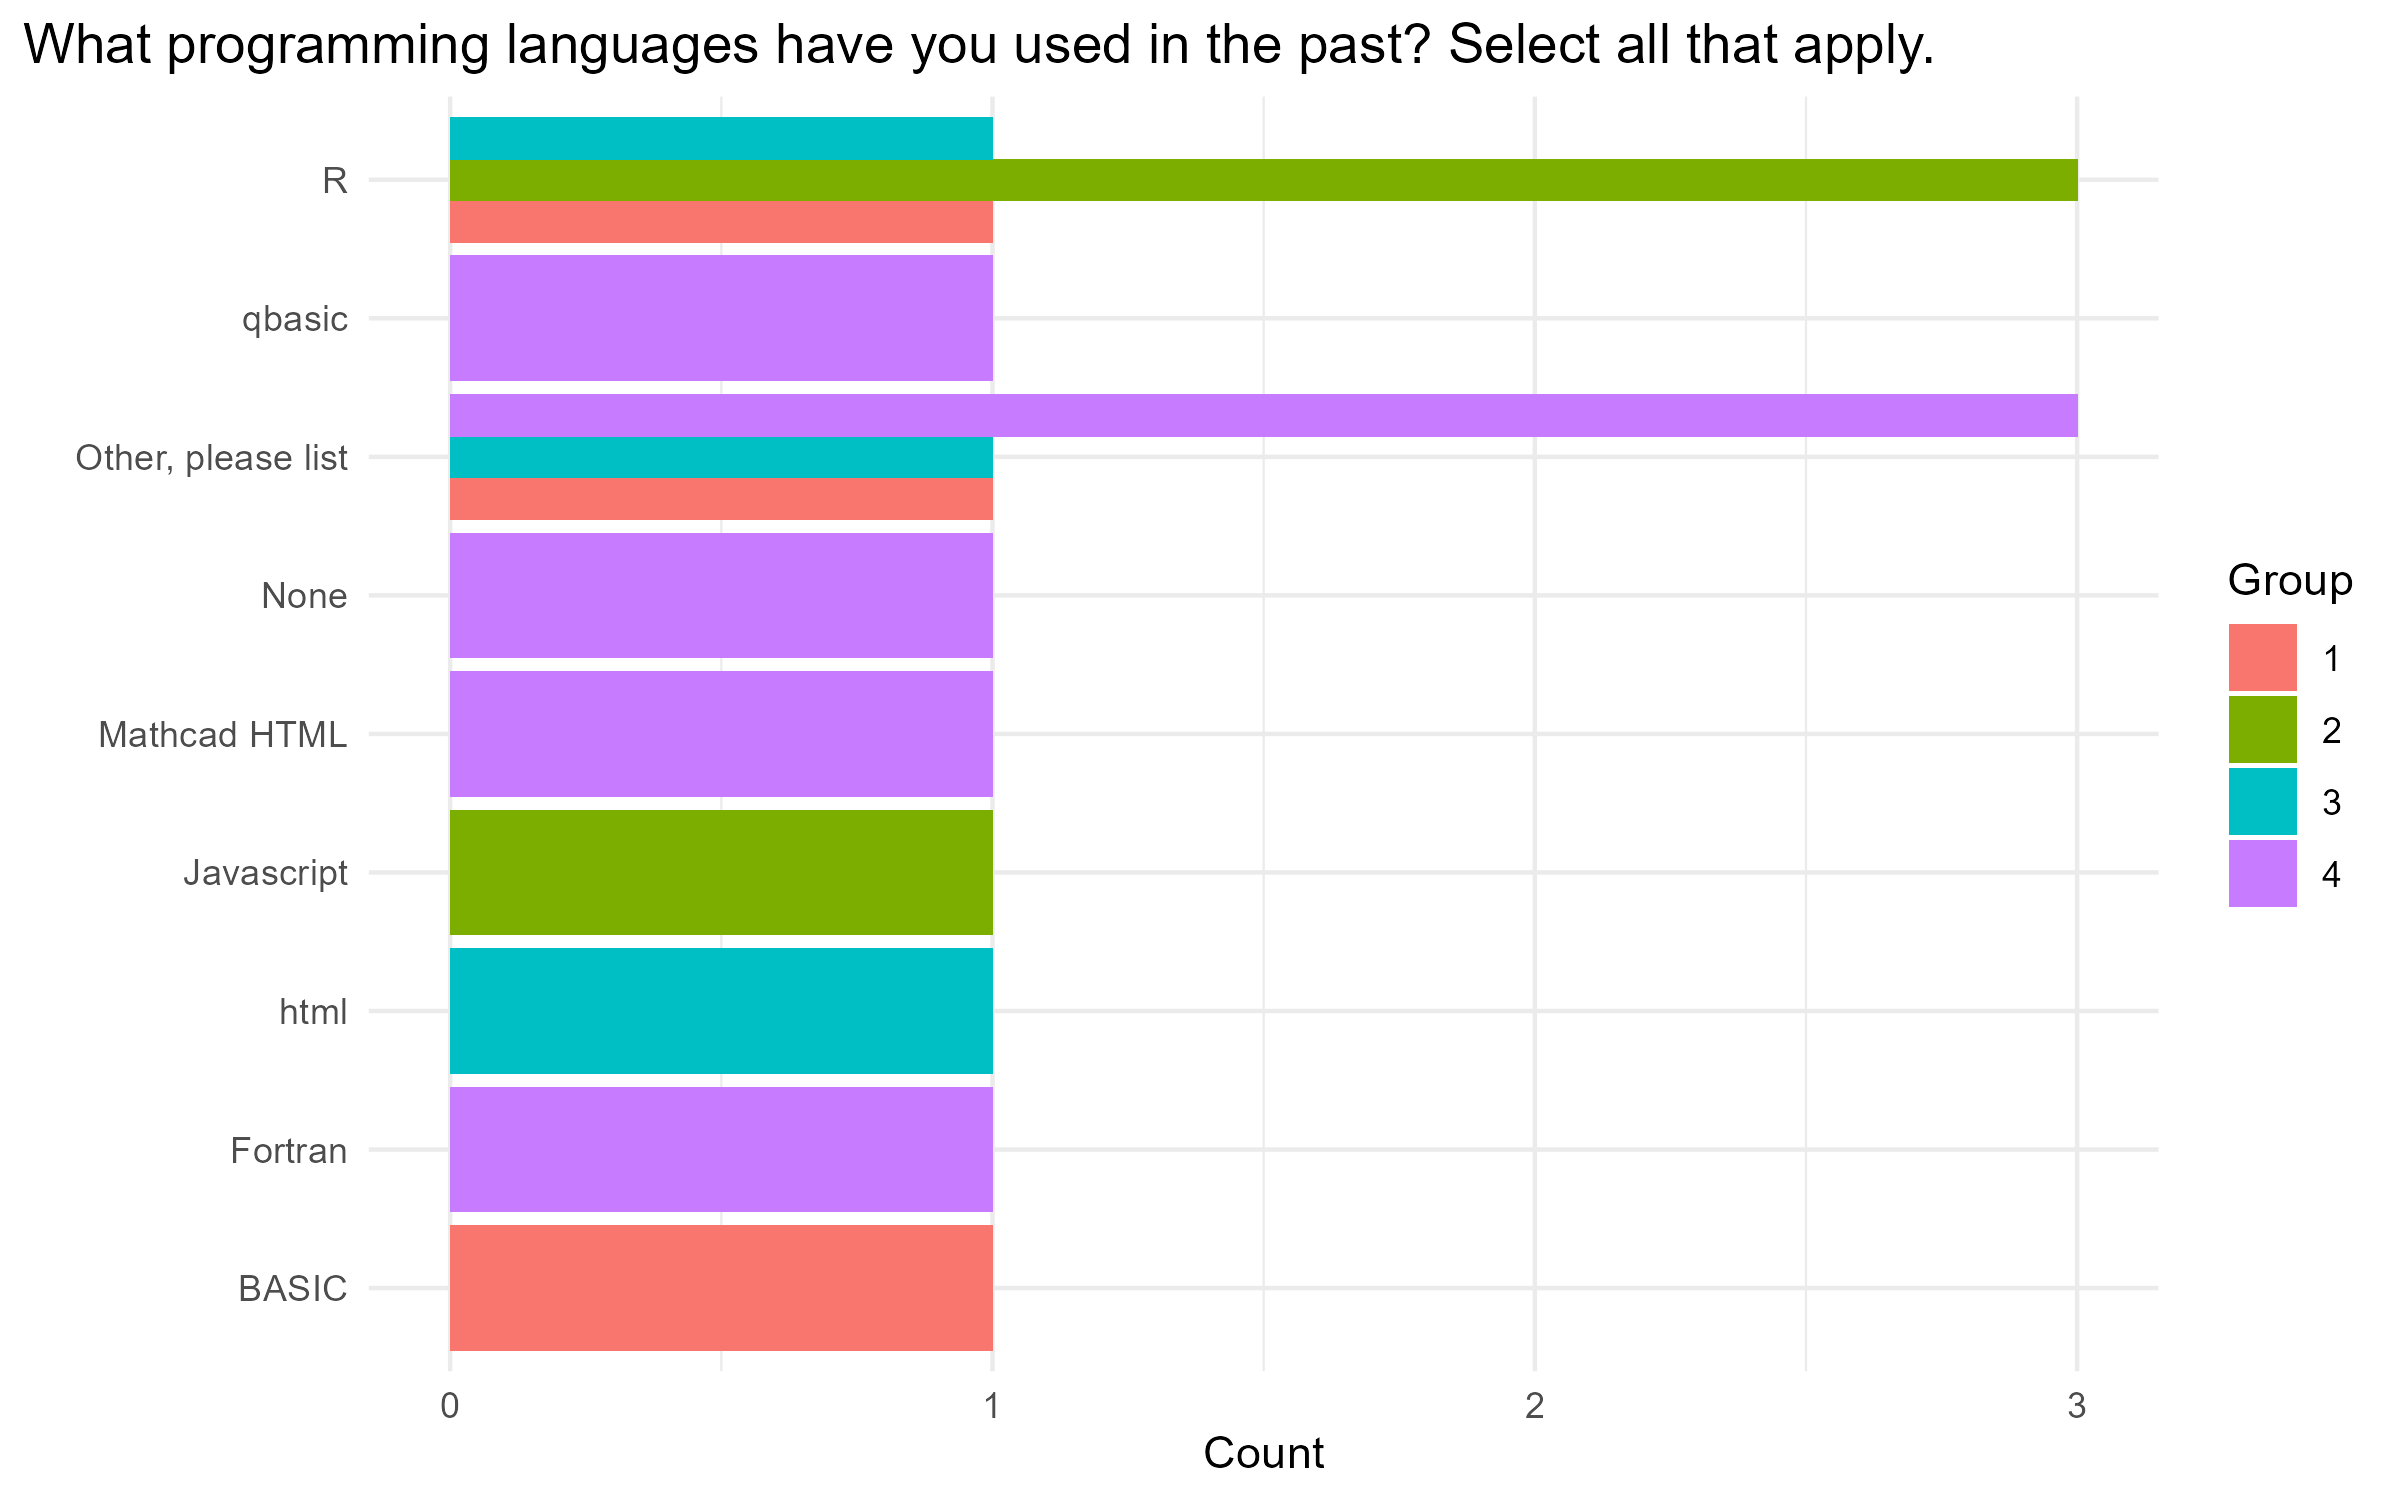 What programming languages have you used in the past? Select all that apply.
R
qbasic
Other, please list
None
Mathcad HTML
Javascript
html
Fortran
BASIC
0 1 2 3
Count
Group
1
2
3
4